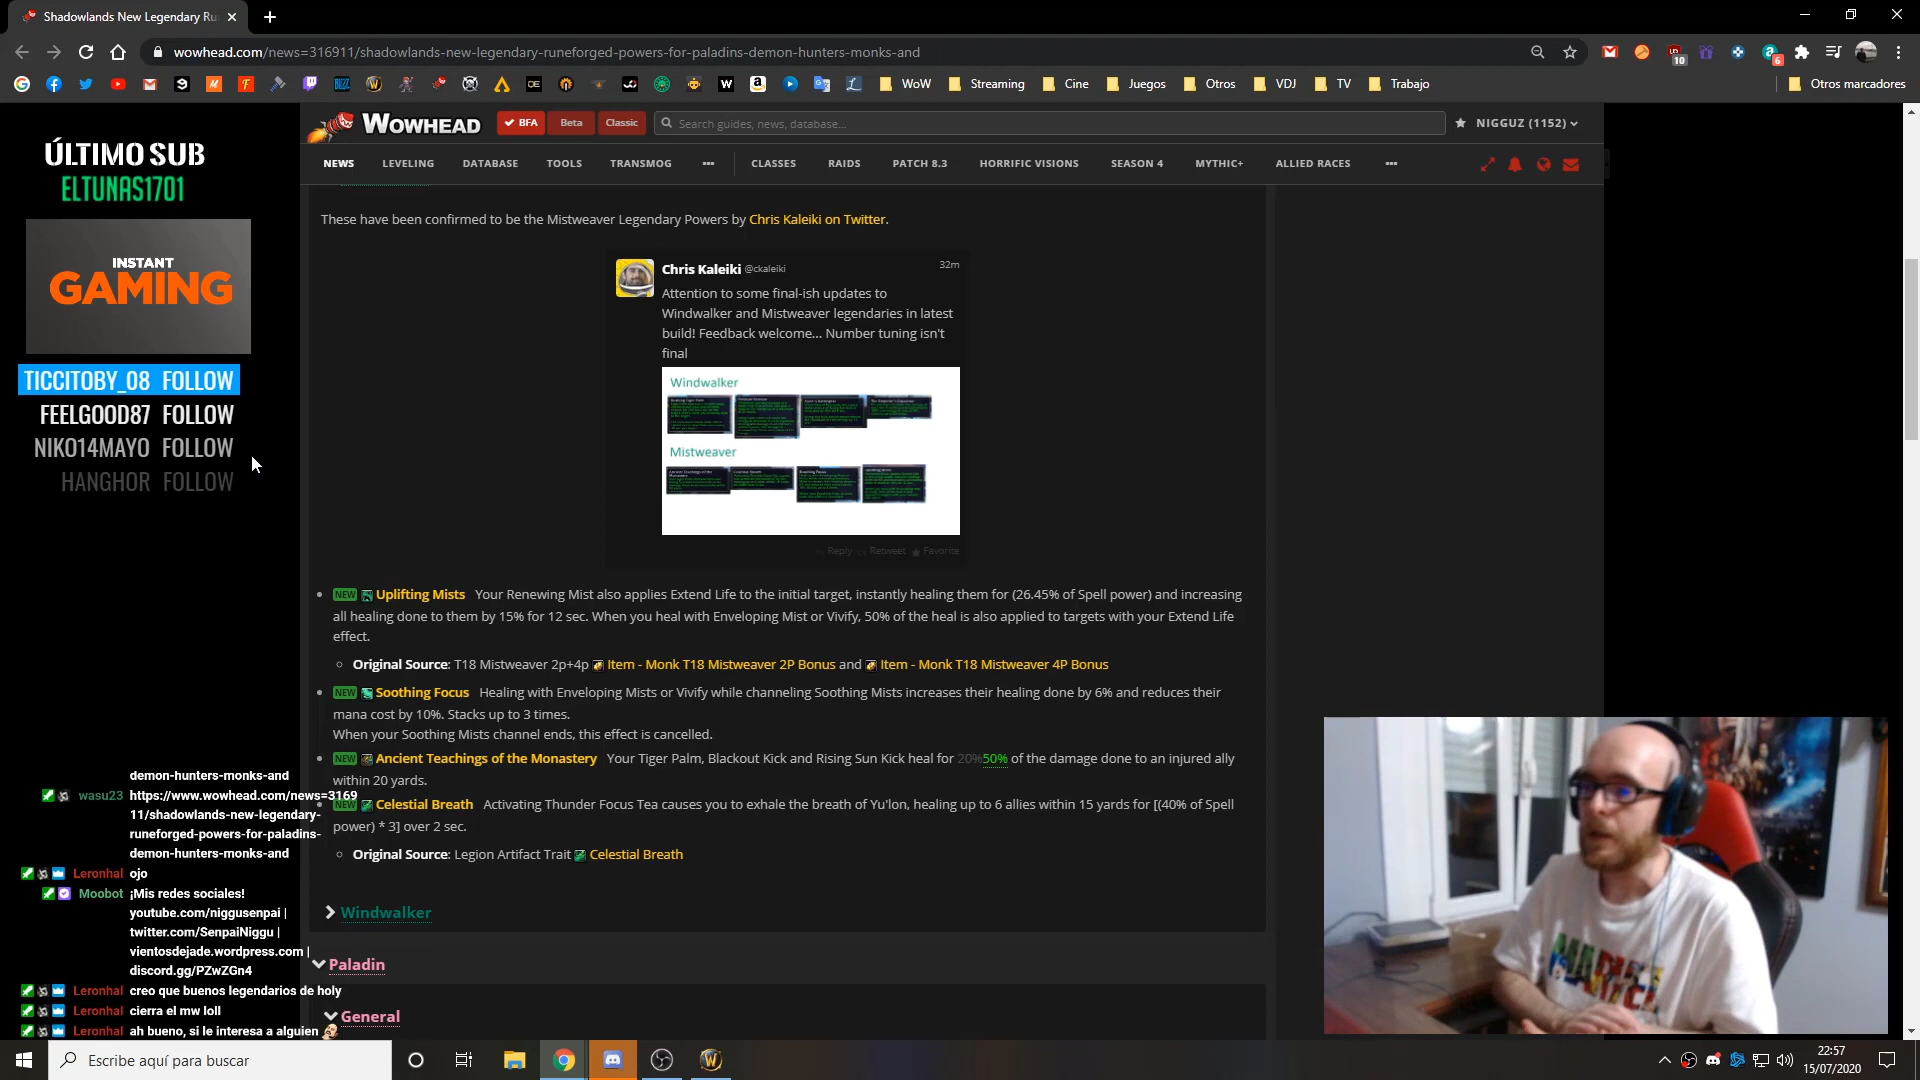 Shadowlands New Legendary Ru
wowhead.com/news=316911/shadowlands-new-legendary-runeforged-powers-for-paladins-demon-hunters-monks-and
WoW Streaming Cine Juegos Otros VDJ TV Trabajo Otros marcadores
WOWHEAD BFA Beta Classic Search guides, news, database... NIGGUZ (1152)
NEWS LEVELING DATABASE TOOLS TRANSMOG CLASSES RAIDS PATCH 8.3 HORRIFIC VISIONS SEASON 4 MYTHIC+ ALLIED RACES
ÚLTIMO SUB
ELTUNAS1701
INSTANT
GAMING
TICCITOBY_08 FOLLOW
FEELGOOD87 FOLLOW
NIKO14MAYO FOLLOW
HANGHOR FOLLOW
These have been confirmed to be the Mistweaver Legendary Powers by Chris Kaleiki on Twitter.
Chris Kaleiki @ckaleiki 32m
Attention to some final-ish updates to
Windwalker and Mistweaver legendaries in latest
build! Feedback welcome... Number tuning isn't
final
Windwalker
Mistweaver
Reply Retweet Favorite
NEW Uplifting Mists Your Renewing Mist also applies Extend Life to the initial target, instantly healing them for (26.45% of Spell power) and increasing
all healing done to them by 15% for 12 sec. When you heal with Enveloping Mist or Vivify, 50% of the heal is also applied to targets with your Extend Life
effect.
Original Source: T18 Mistweaver 2p+4p Item - Monk T18 Mistweaver 2P Bonus and Item - Monk T18 Mistweaver 4P Bonus
NEW Soothing Focus Healing with Enveloping Mists or Vivify while channeling Soothing Mists increases their healing done by 6% and reduces their
mana cost by 10%. Stacks up to 3 times.
When your Soothing Mists channel ends, this effect is cancelled.
NEW Ancient Teachings of the Monastery Your Tiger Palm, Blackout Kick and Rising Sun Kick heal for 20%50% of the damage done to an injured ally
within 20 yards.
NEW Celestial Breath Activating Thunder Focus Tea causes you to exhale the breath of Yu'lon, healing up to 6 allies within 15 yards for [(40% of Spell
power) * 3] over 2 sec.
Original Source: Legion Artifact Trait Celestial Breath
Windwalker
Paladin
General
demon-hunters-monks-and
wasu23 https://www.wowhead.com/news=3169
11/shadowlands-new-legendary-
runeforged-powers-for-paladins-
demon-hunters-monks-and
Leronhal ojo
Moobot ¡Mis redes sociales!
youtube.com/niggusenpai |
twitter.com/SenpaiNiggu |
vientosdejade.wordpress.com |
discord.gg/PZwZGn4
Leronhal creo que buenos legendarios de holy
Leronhal cierra el mw loll
Leronhal ah bueno, si le interesa a alguien
Escribe aquí para buscar
22:57
15/07/2020